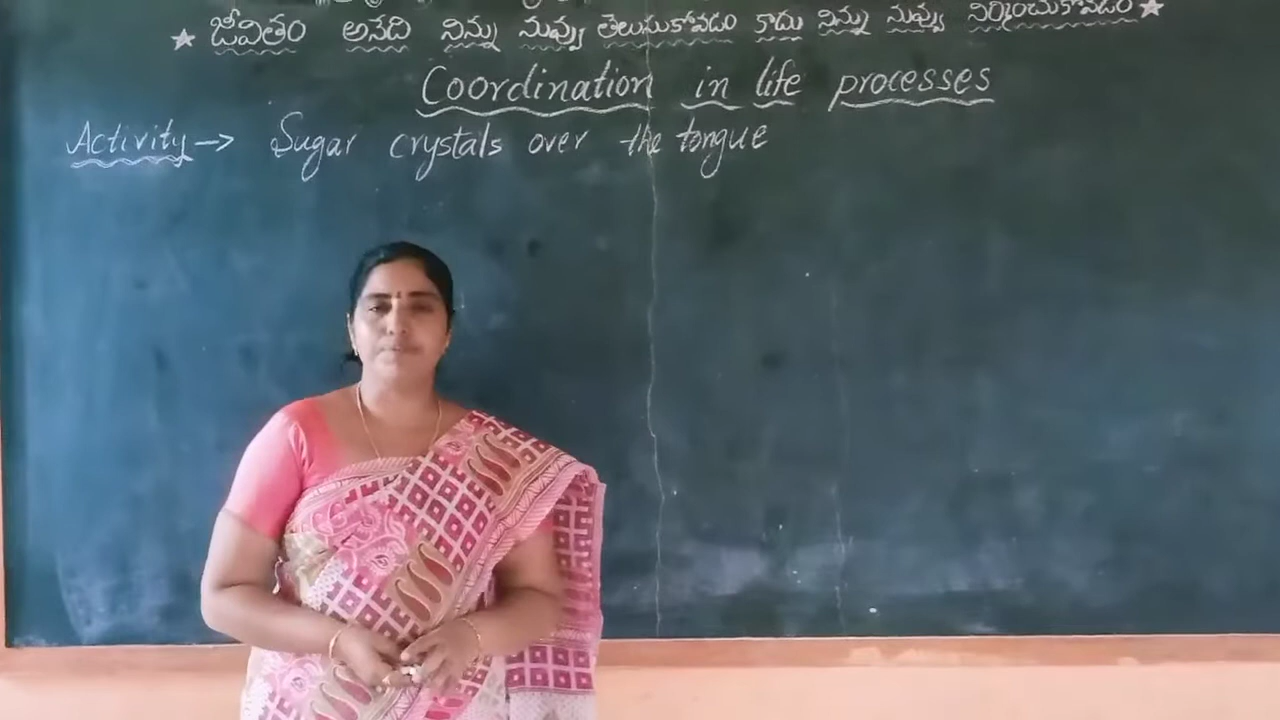 ★ జీవితం అనేది నిన్ను నువ్వు తెలుసుకోవడం కాదు నిన్ను నువ్వు నిర్మించుకోవడం ★
Coordination in life processes
Activity → Sugar crystals over the tongue